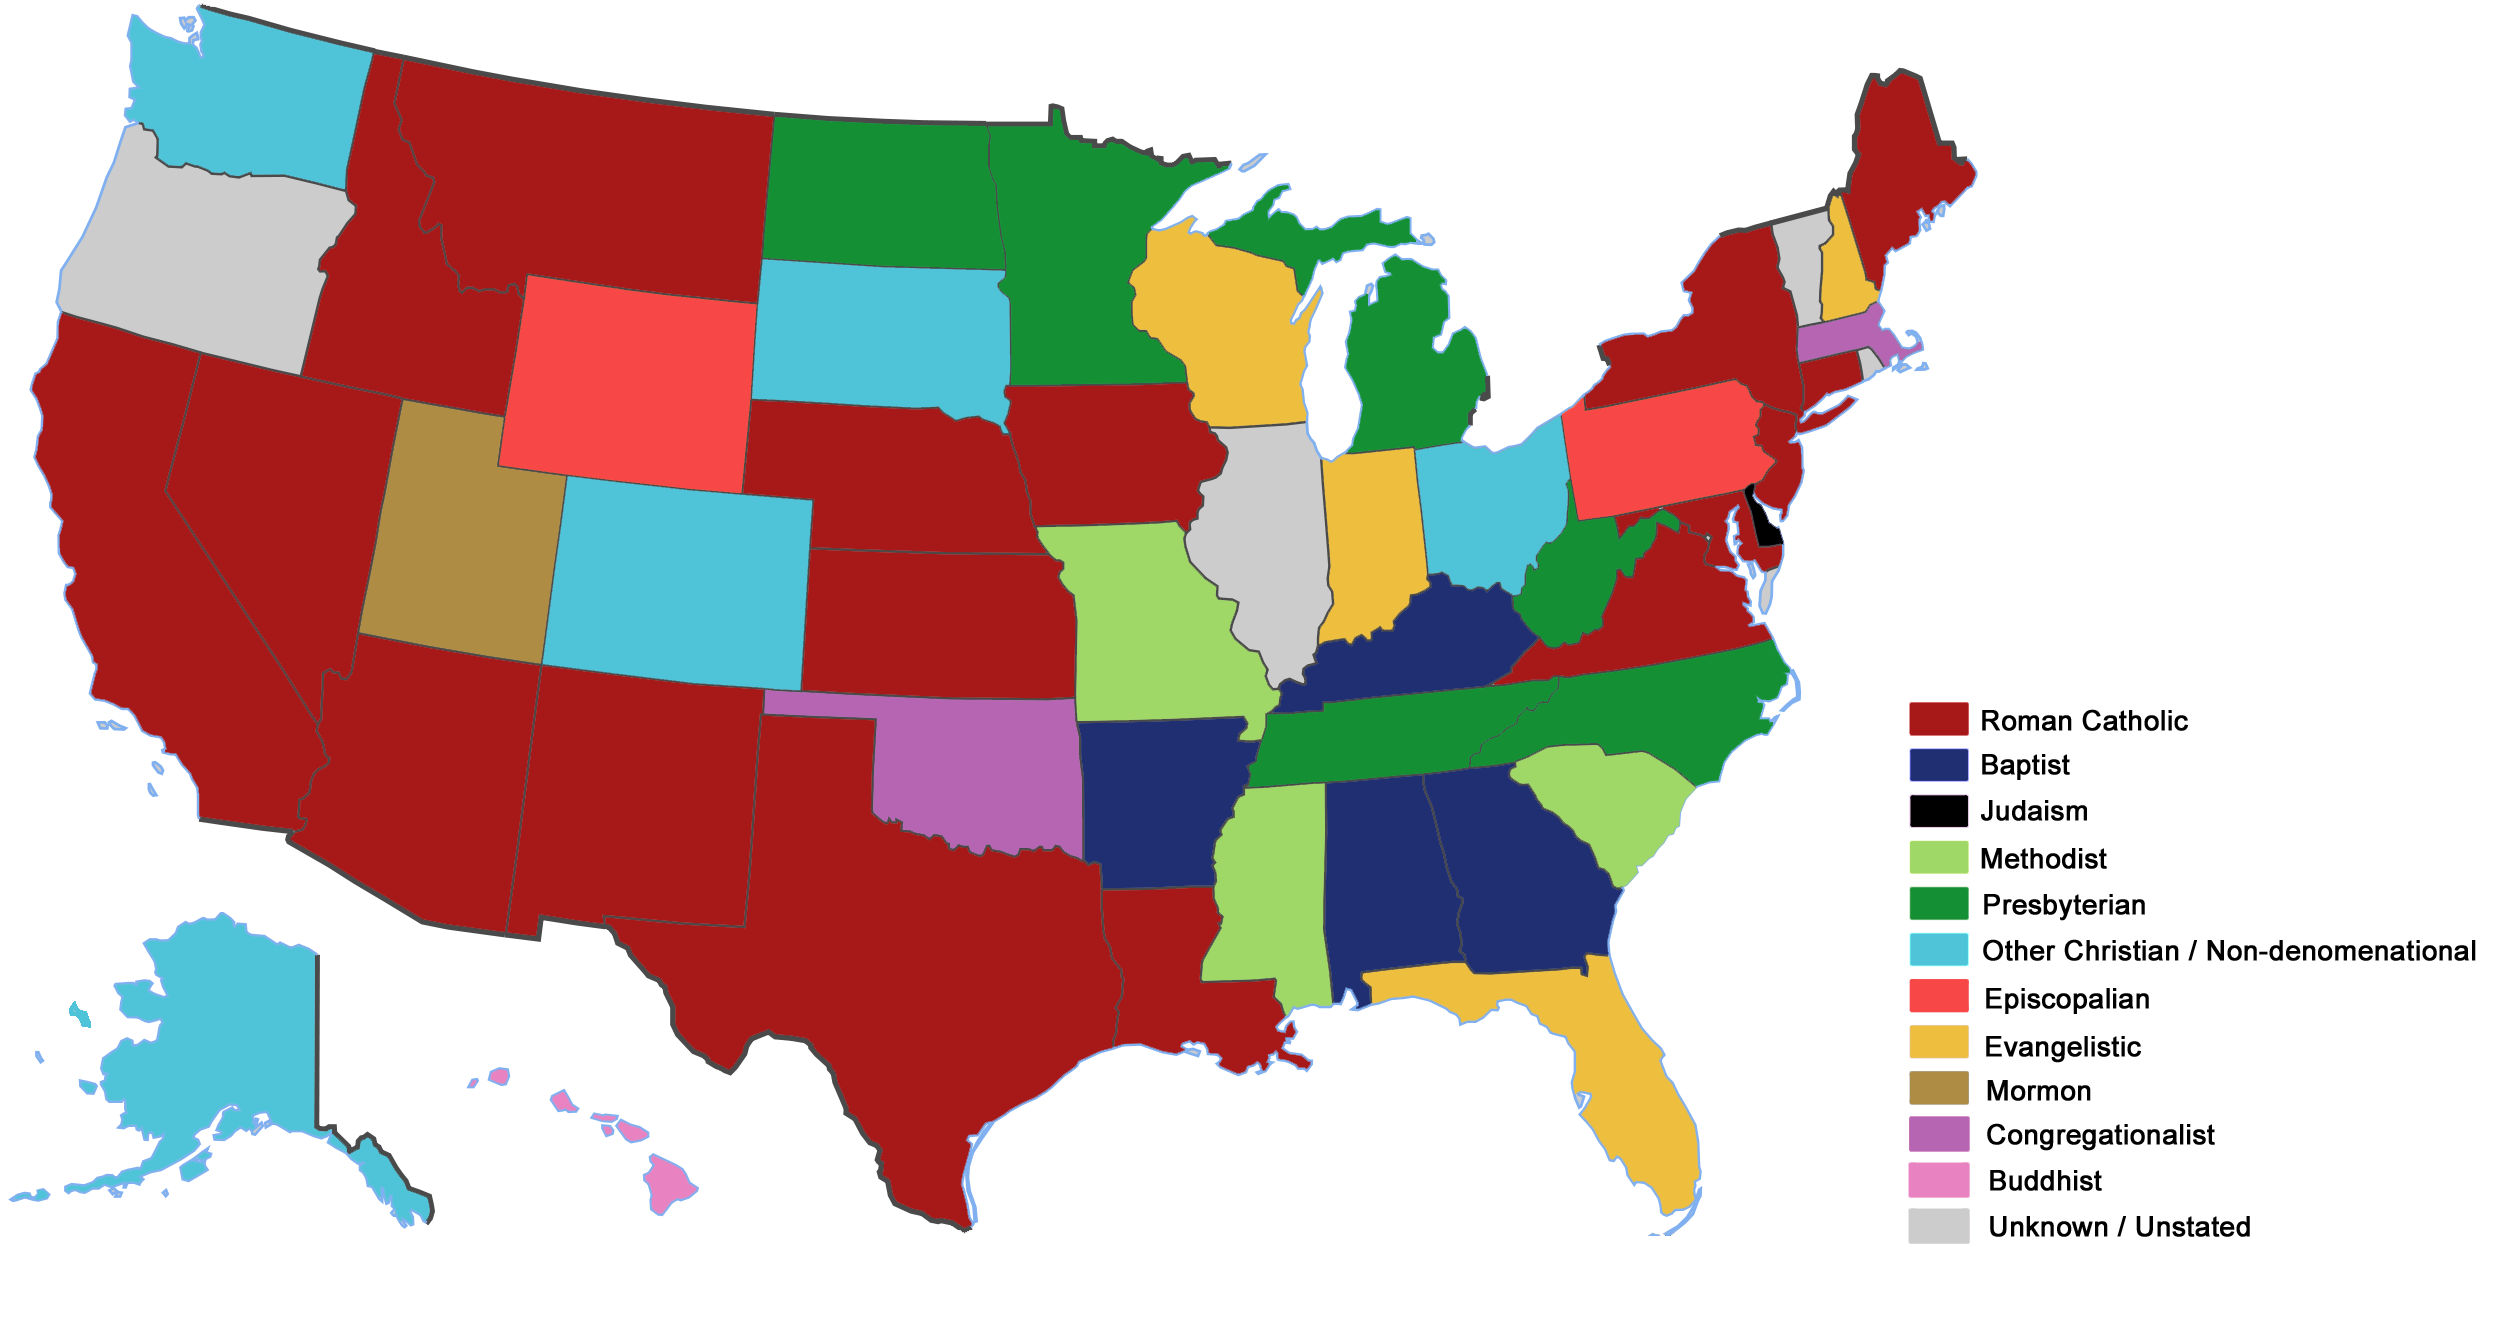 Roman Catholic
Baptist
Judaism
Methodist
Presbyterian
Other Christian / Non-denomenational
Episcopalian
Evangelistic
Mormon
Congregationalist
Buddhist
Unknown / Unstated